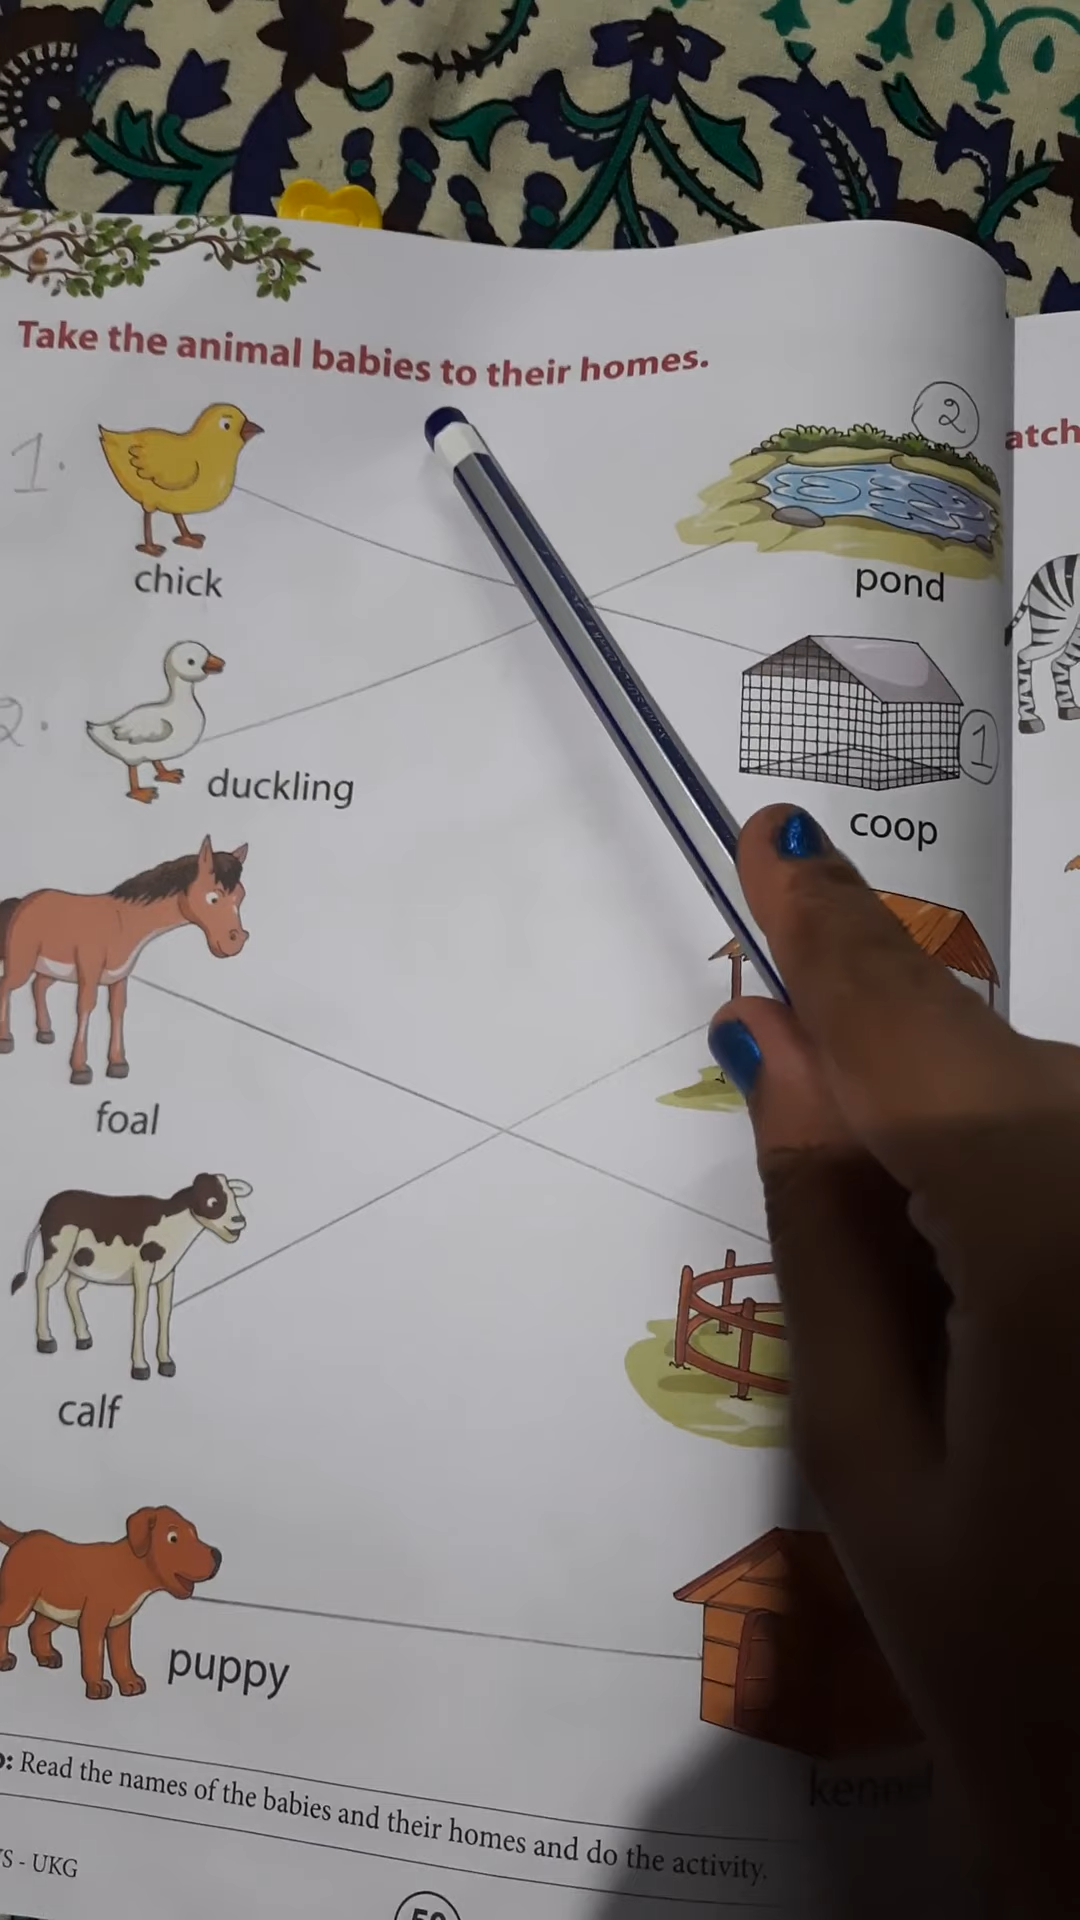 Take the animal babies to their homes.
2
atch
1.
chick
pond
2.
duckling
1
coop
foal
calf
puppy
kennel
: Read the names of the babies and their homes and do the activity.
S - UKG